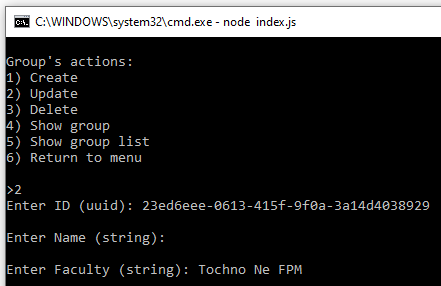 C:\WINDOWS\system32\cmd.exe - node index.js
Group's actions:
1) Create
2) Update
3) Delete
4) Show group
5) Show group list
6) Return to menu
>2
Enter ID (uuid): 23ed6eee-0613-415f-9f0a-3a14d4038929
Enter Name (string):
Enter Faculty (string): Tochno Ne FPM